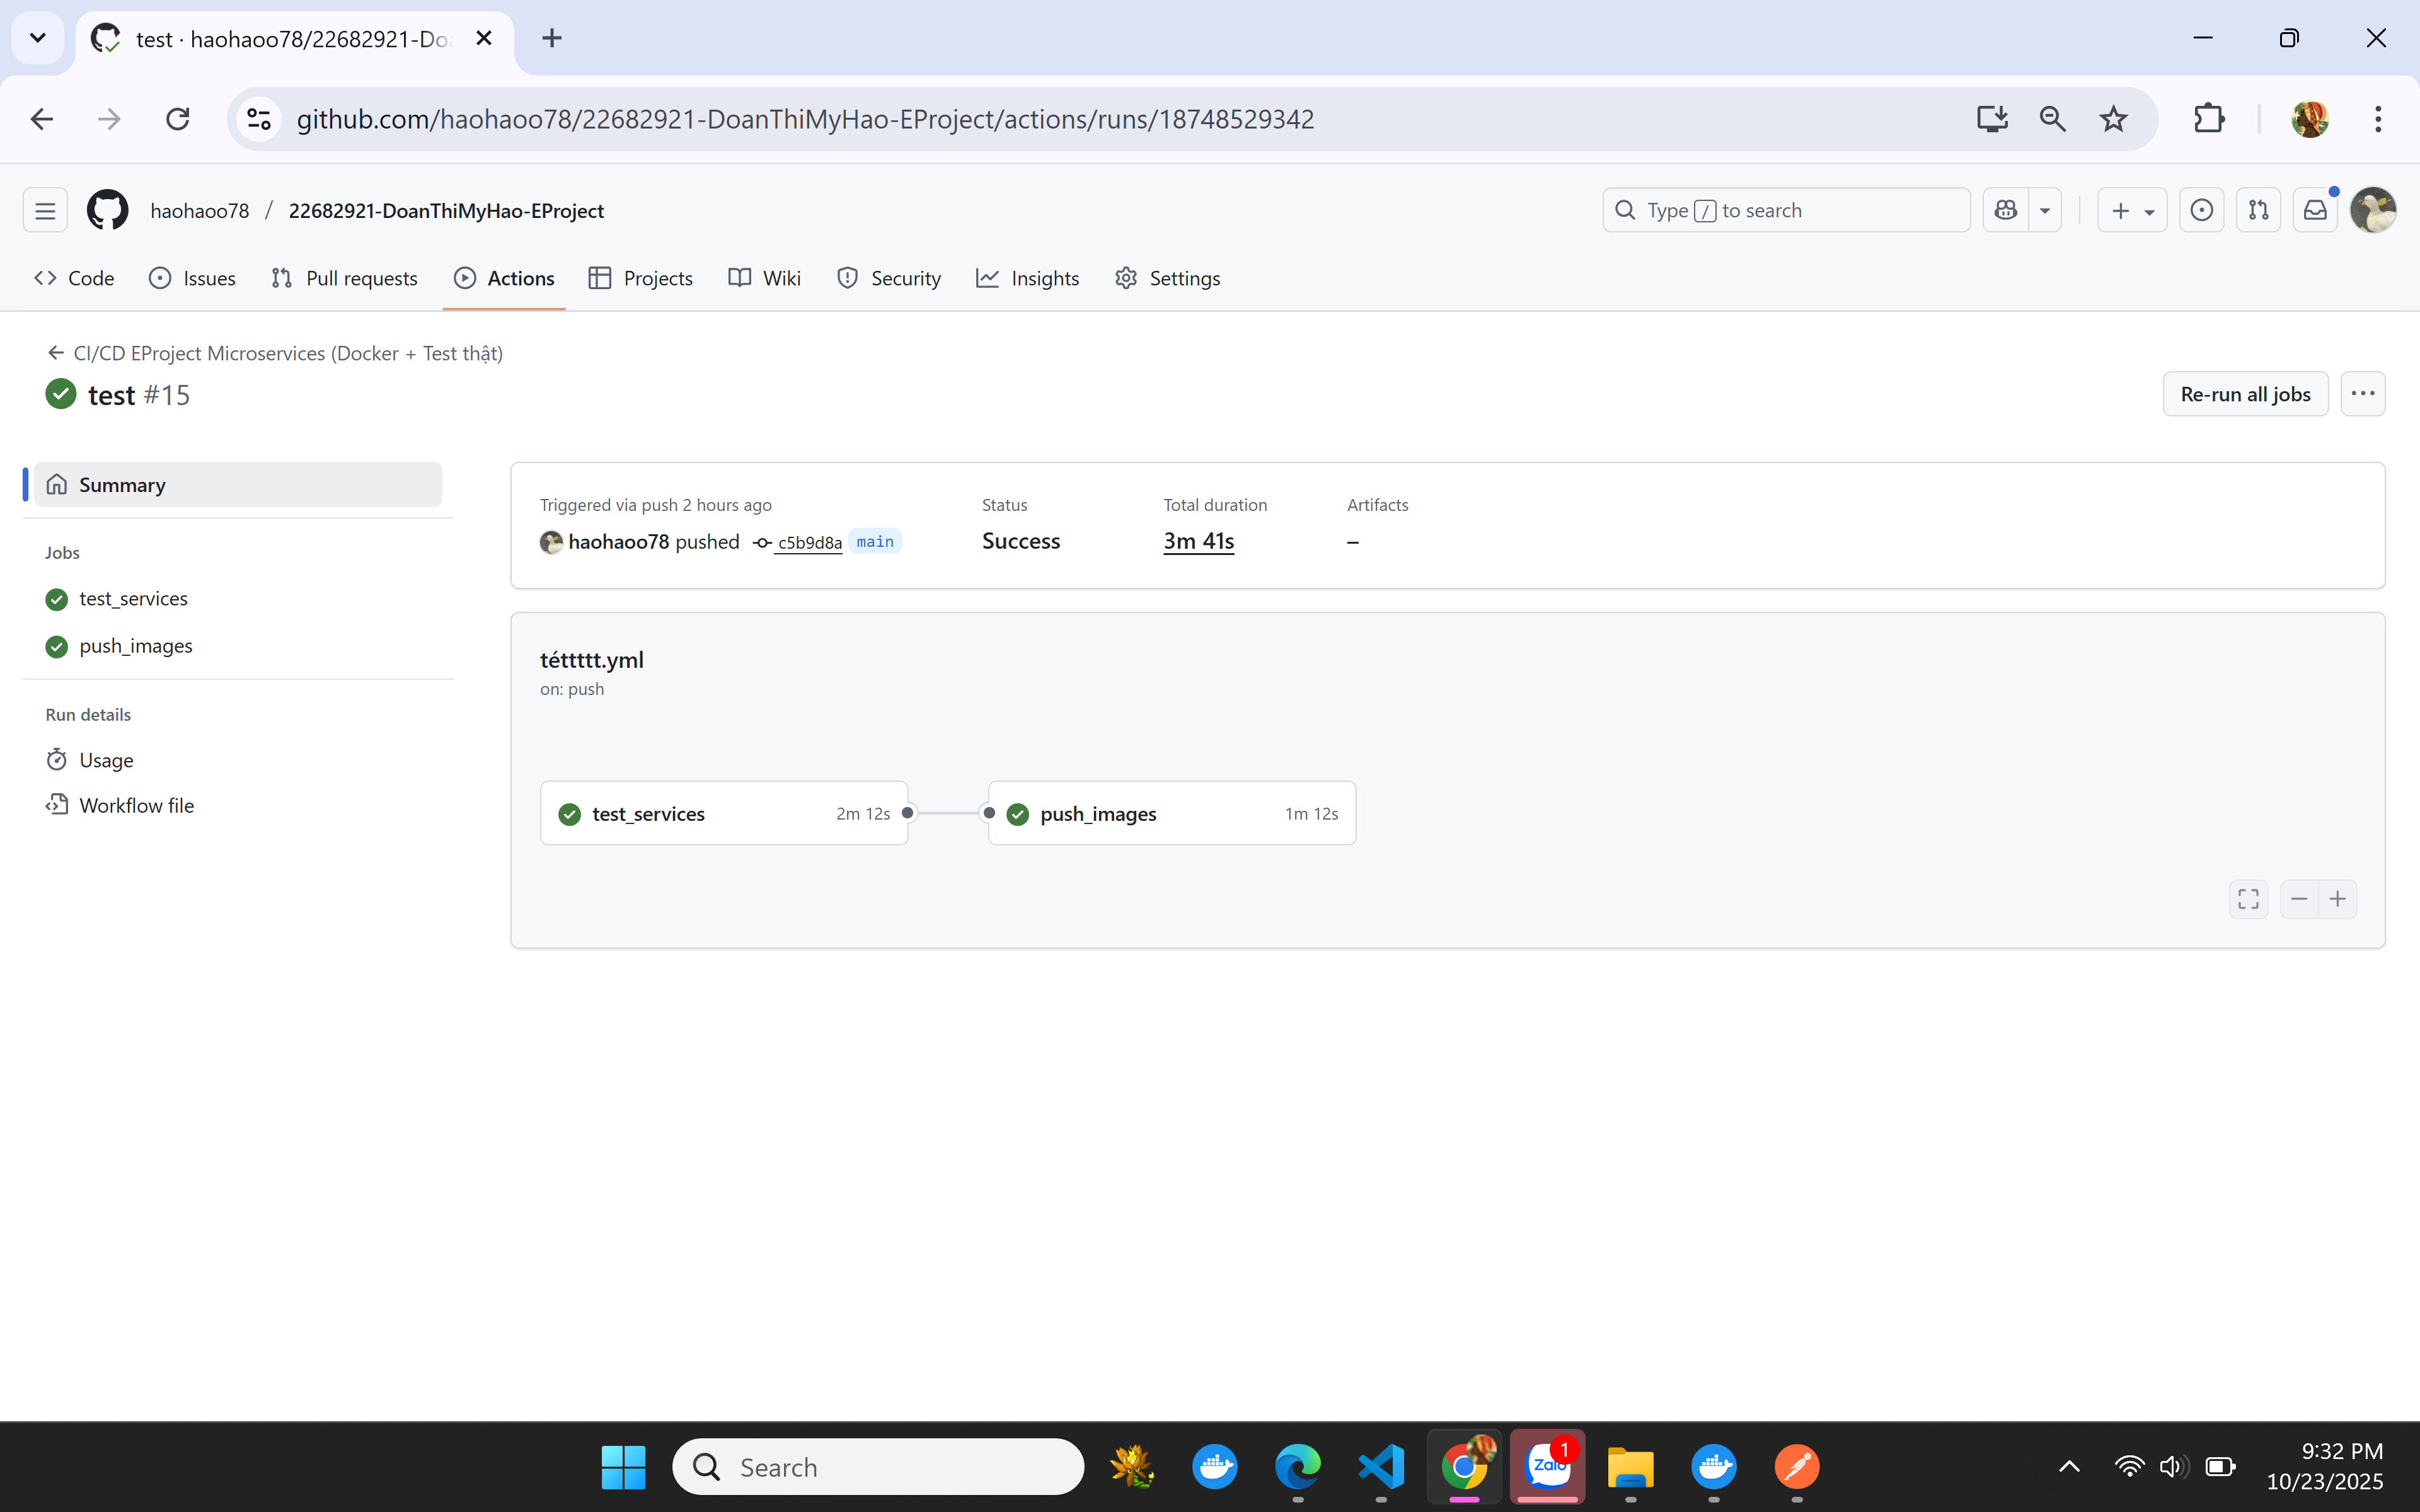 test · haohaoo78/22682921-Doa
github.com/haohaoo78/22682921-DoanThiMyHao-EProject/actions/runs/18748529342
haohaoo78 / 22682921-DoanThiMyHao-EProject
Type / to search
Code Issues Pull requests Actions Projects Wiki Security Insights Settings
CI/CD EProject Microservices (Docker + Test thật)
test #15
Re-run all jobs
Summary
Jobs
test_services
push_images
Run details
Usage
Workflow file
Triggered via push 2 hours ago
haohaoo78 pushed c5b9d8a main
Status
Success
Total duration
3m 41s
Artifacts
–
téttttt.yml
on: push
test_services 2m 12s
push_images 1m 12s
Search
Zalo
1
9:32 PM
10/23/2025